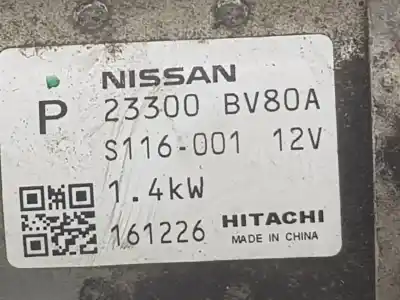 NISSAN
P 23300 BV80A
S116-001 12V
1.4kW
161226 HITACHI
MADE IN CHINA